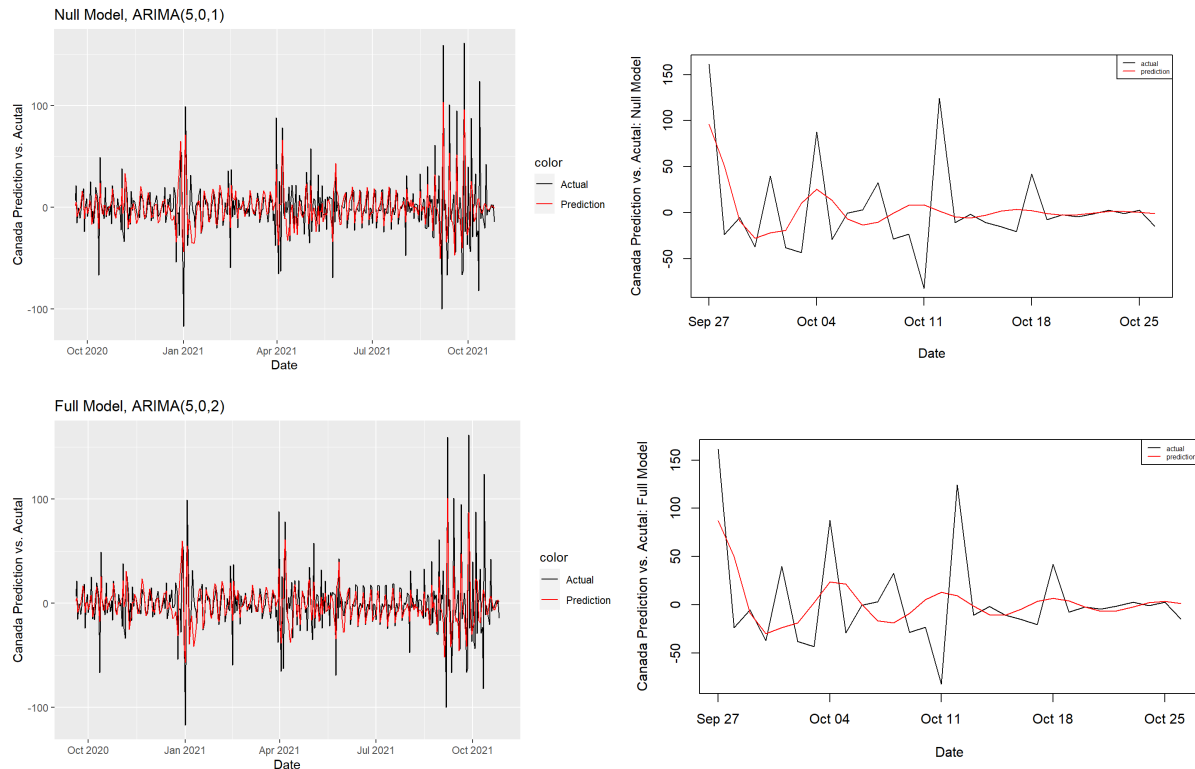 Null Model, ARIMA(5,0,1)
Canada Prediction vs. Acutal
100
0
-100
Oct 2020
Jan 2021
Apr 2021
Jul 2021
Oct 2021
Date
color
Actual
Prediction
Canada Prediction vs. Acutal: Null Model
150
100
50
0
-50
Sep 27
Oct 04
Oct 11
Oct 18
Oct 25
Date
actual
prediction
Full Model, ARIMA(5,0,2)
Canada Prediction vs. Acutal
100
0
-100
Oct 2020
Jan 2021
Apr 2021
Jul 2021
Oct 2021
Date
color
Actual
Prediction
Canada Prediction vs. Acutal: Full Model
150
100
50
0
-50
Sep 27
Oct 04
Oct 11
Oct 18
Oct 25
Date
actual
prediction